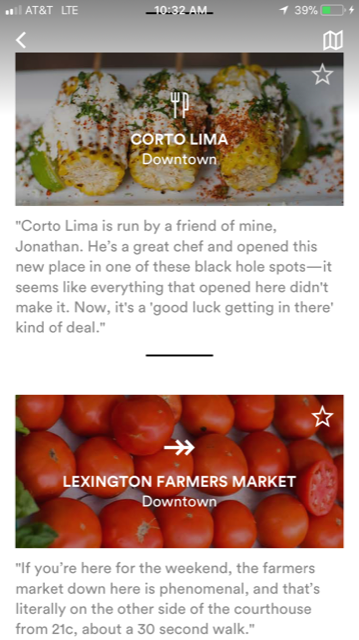 AT&T LTE 10:32 AM 39%
CORTO LIMA
Downtown
"Corto Lima is run by a friend of mine,
Jonathan. He's a great chef and opened this
new place in one of these black hole spots—it
seems like everything that opened here didn't
make it. Now, it's a 'good luck getting in there'
kind of deal."
LEXINGTON FARMERS MARKET
Downtown
"If you're here for the weekend, the farmers
market down here is phenomenal, and that's
literally on the other side of the courthouse
from 21c, about a 30 second walk."